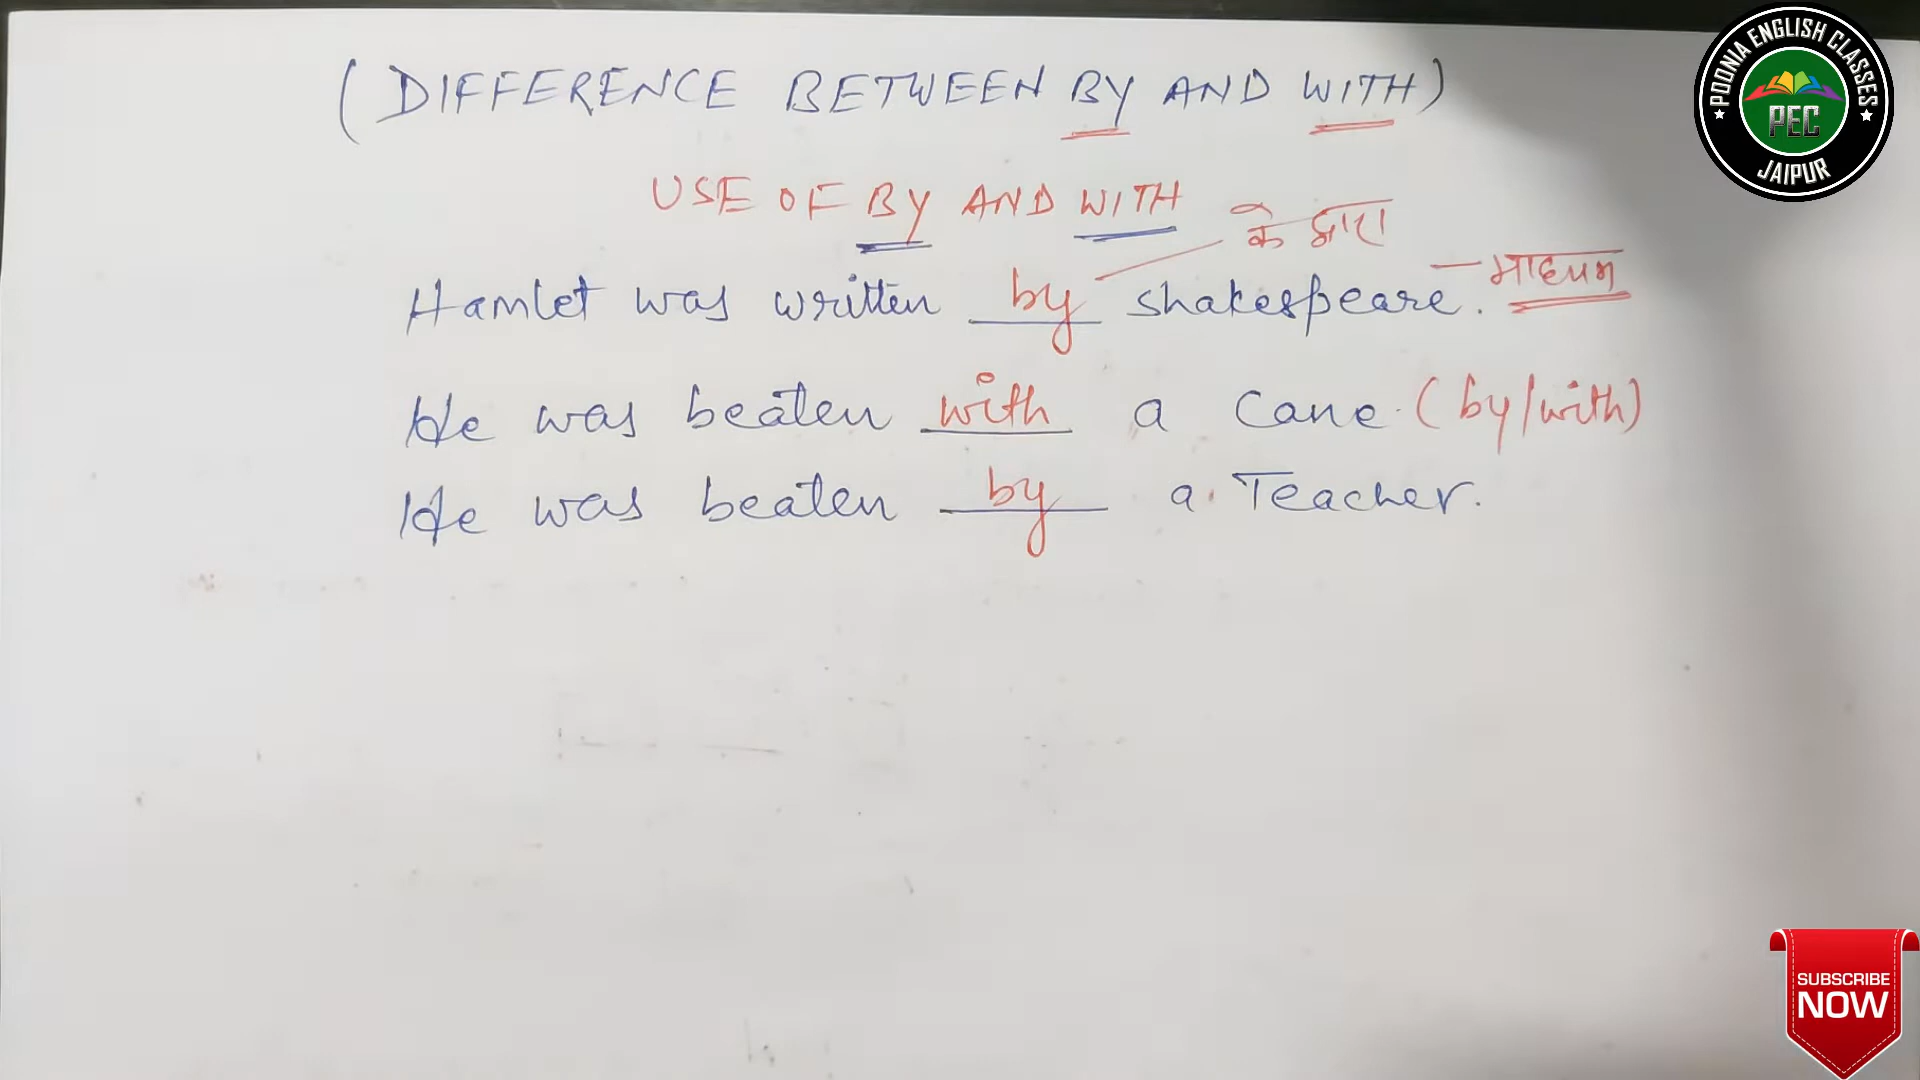 (DIFFERENCE BETWEEN BY AND WITH)
USE OF BY AND WITH
के द्वारा
Hamlet was written by shakespeare. - माध्यम
He was beaten with a Cane. (by/with)
He was beaten by a Teacher.
POONIA ENGLISH CLASSES
PEC
JAIPUR
SUBSCRIBE
NOW